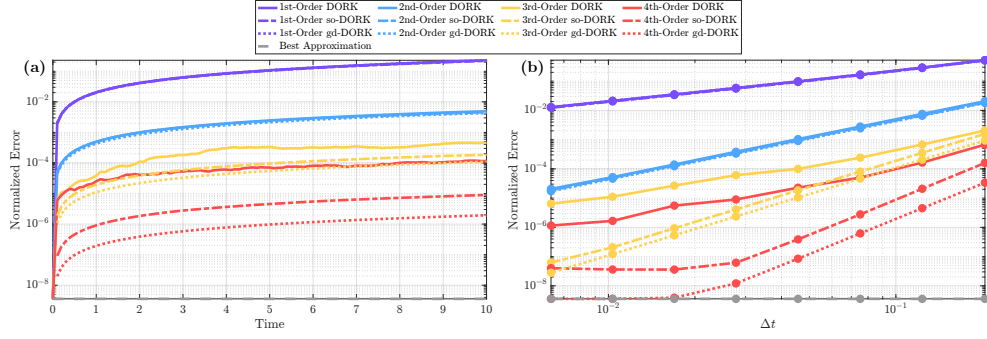 1st-Order DORK 2nd-Order DORK 3rd-Order DORK 4th-Order DORK
1st-Order so-DORK 2nd-Order so-DORK 3rd-Order so-DORK 4th-Order so-DORK
1st-Order gd-DORK 2nd-Order gd-DORK 3rd-Order gd-DORK 4th-Order gd-DORK
Best Approximation
(a)
Normalized Error
10⁻²
10⁻⁴
10⁻⁶
10⁻⁸
0 1 2 3 4 5 6 7 8 9 10
Time
(b)
Normalized Error
10⁻²
10⁻⁴
10⁻⁶
10⁻⁸
10⁻² 10⁻¹
Δt